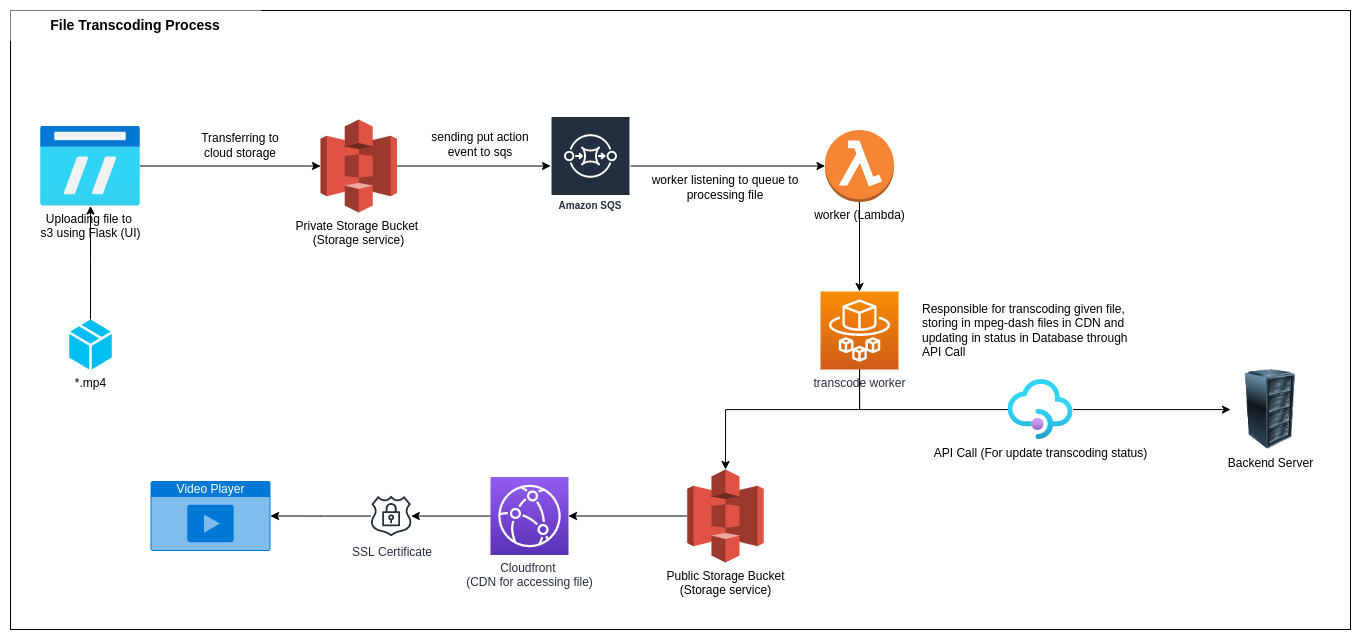 File Transcoding Process
Transferring to
cloud storage
sending put action
event to sqs
worker listening to queue to
processing file
Uploading file to
s3 using Flask (UI)
Private Storage Bucket
(Storage service)
Amazon SQS
worker (Lambda)
*.mp4
Responsible for transcoding given file,
storing in mpeg-dash files in CDN and
updating in status in Database through
API Call
transcode worker
API Call (For update transcoding status)
Backend Server
Video Player
SSL Certificate
Cloudfront
(CDN for accessing file)
Public Storage Bucket
(Storage service)